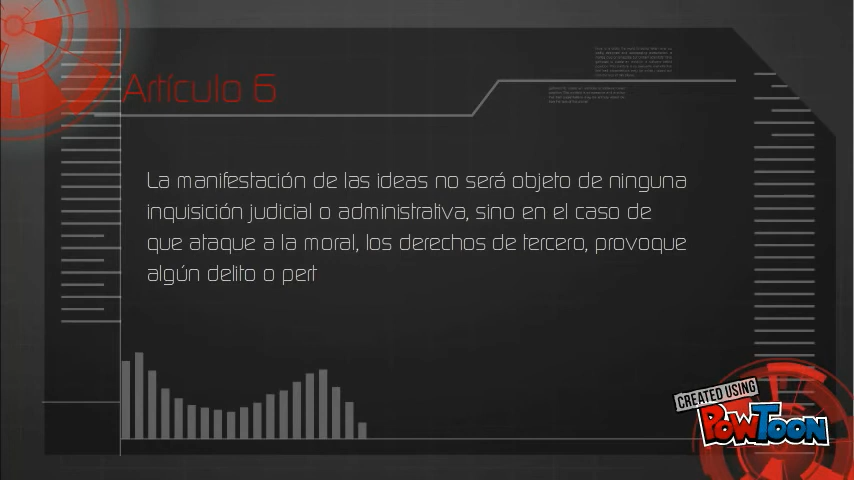 Artículo 6
La manifestación de las ideas no será objeto de ninguna
inquisición judicial o administrativa, sino en el caso de
que ataque a la moral, los derechos de tercero, provoque
algún delito o pert
CREATED USING
PowToon